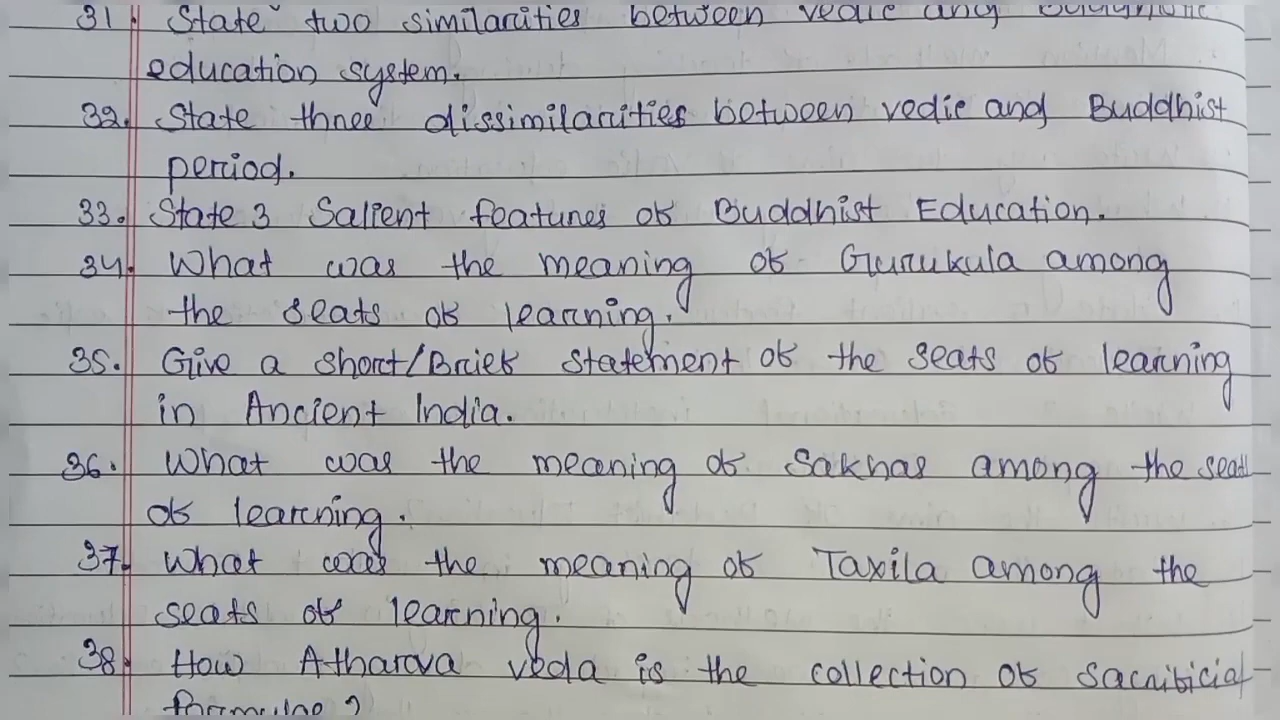 31. State two similarities between vedic and Buddhistic
education system.
32. State three dissimilarities between vedic and Buddhist
period.
33. State 3 Salient features of Buddhist Education.
34. What was the meaning of Gurukula among
the seats of learning.
35. Give a short/Brief statement of the seats of learning
in Ancient India.
36. What was the meaning of Sakhas among the seats
of learning.
37. What was the meaning of Taxila among the
seats of learning.
38. How Atharva veda is the collection of sacrificial
formulae?